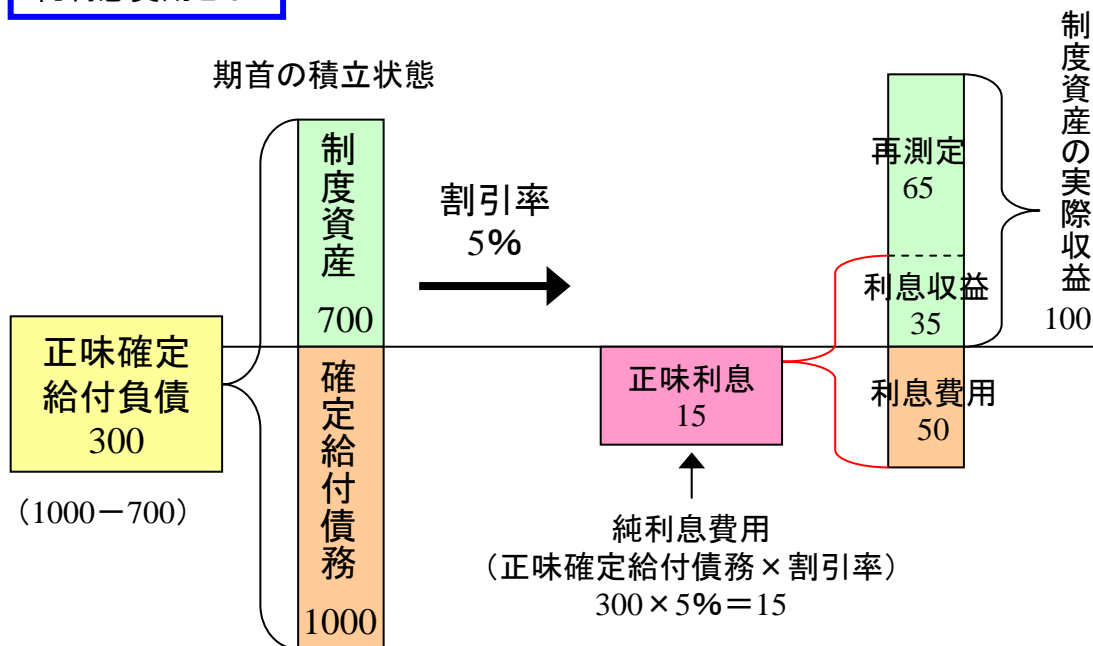 期首の積立状態
制度資産
700
確定給付債務
1000
正味確定
給付負債
300
(1000-700)
割引率
5%
正味利息
15
純利息費用
(正味確定給付債務×割引率)
300×5%=15
再測定
65
利息収益
35
利息費用
50
制度資産の実際収益
100